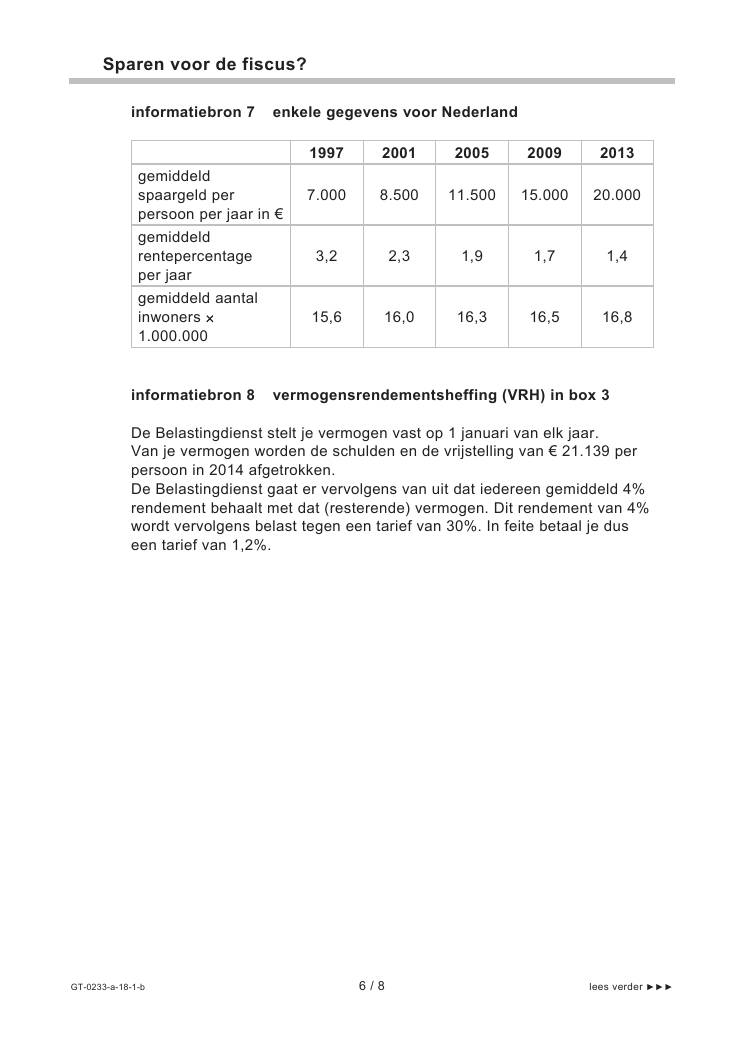 Sparen voor de fiscus?
informatiebron 7 enkele gegevens voor Nederland
1997 2001 2005 2009 2013
gemiddeld
spaargeld per
persoon per jaar in €
7.000 8.500 11.500 15.000 20.000
gemiddeld
rentepercentage
per jaar
3,2 2,3 1,9 1,7 1,4
gemiddeld aantal
inwoners ×
1.000.000
15,6 16,0 16,3 16,5 16,8
informatiebron 8 vermogensrendementsheffing (VRH) in box 3
De Belastingdienst stelt je vermogen vast op 1 januari van elk jaar.
Van je vermogen worden de schulden en de vrijstelling van € 21.139 per
persoon in 2014 afgetrokken.
De Belastingdienst gaat er vervolgens van uit dat iedereen gemiddeld 4%
rendement behaalt met dat (resterende) vermogen. Dit rendement van 4%
wordt vervolgens belast tegen een tarief van 30%. In feite betaal je dus
een tarief van 1,2%.
GT-0233-a-18-1-b
6 / 8
lees verder ►►►